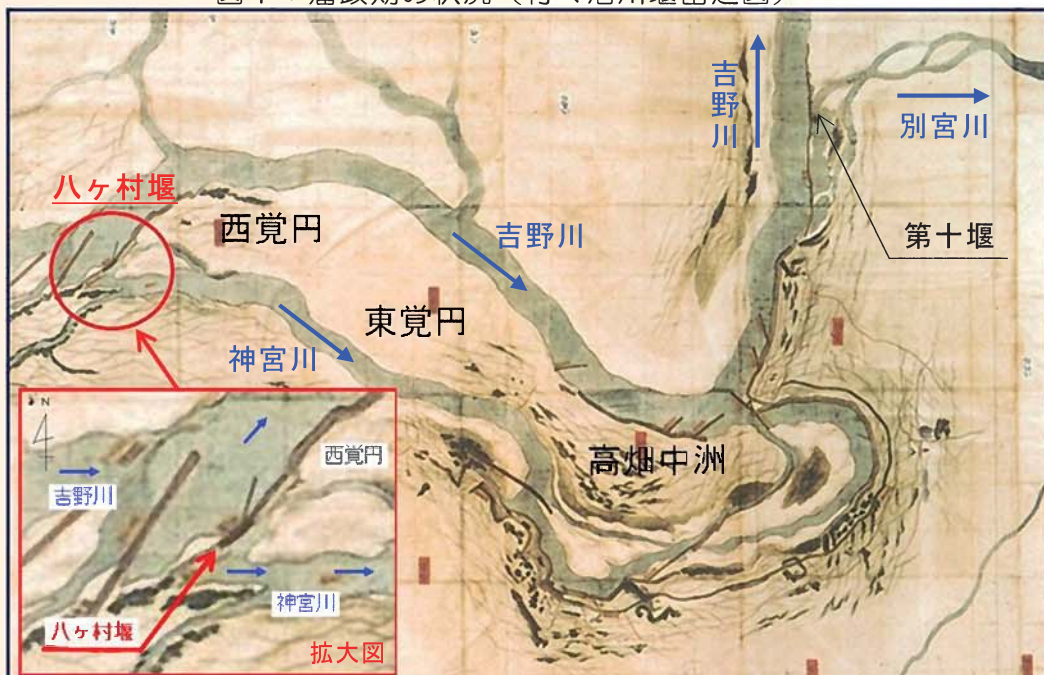 八ヶ村堰
西覚円
東覚円
吉野川
神宮川
吉野川
別宮川
第十堰
高畑中洲
N
吉野川
西覚円
神宮川
八ヶ村堰
拡大図